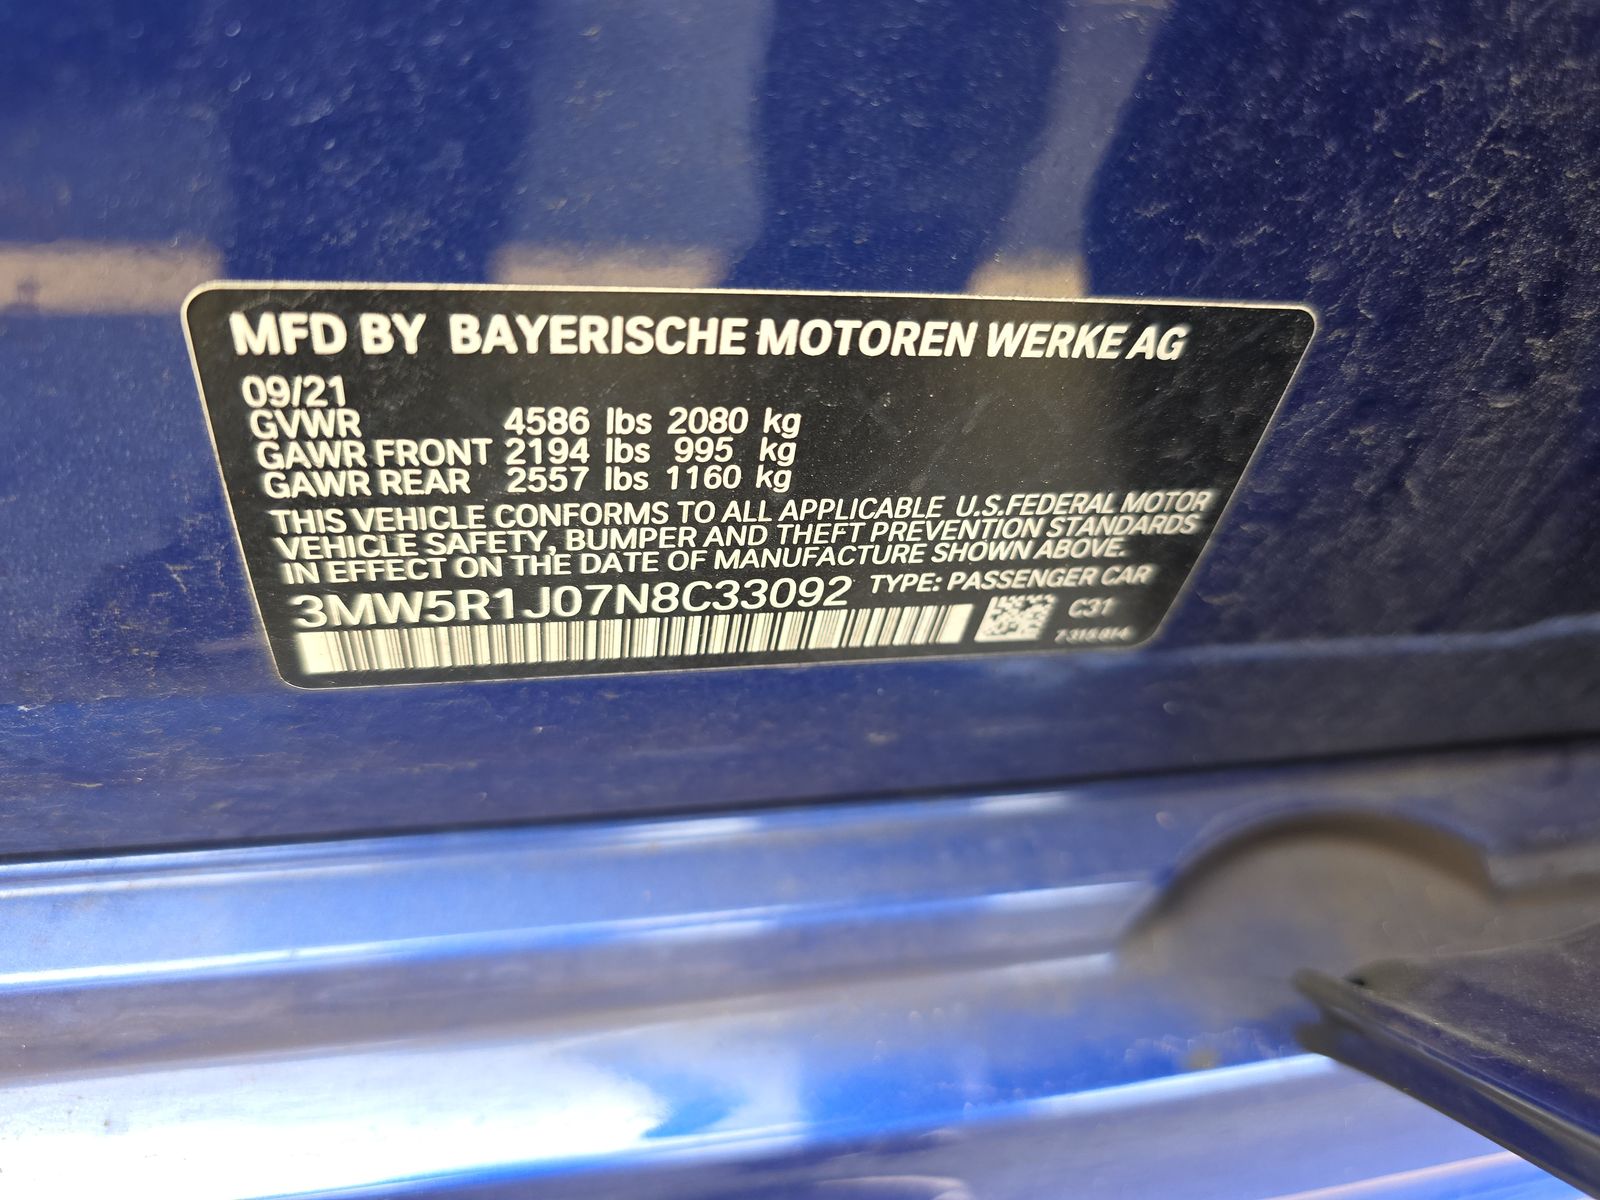 MFD BY BAYERISCHE MOTOREN WERKE AG
09/21
GVWR 4586 lbs 2080 kg
GAWR FRONT 2194 lbs 995 kg
GAWR REAR 2557 lbs 1160 kg
THIS VEHICLE CONFORMS TO ALL APPLICABLE U.S.FEDERAL MOTOR
VEHICLE SAFETY, BUMPER AND THEFT PREVENTION STANDARDS
IN EFFECT ON THE DATE OF MANUFACTURE SHOWN ABOVE.
3MW5R1J07N8C33092 TYPE: PASSENGER CAR
C31